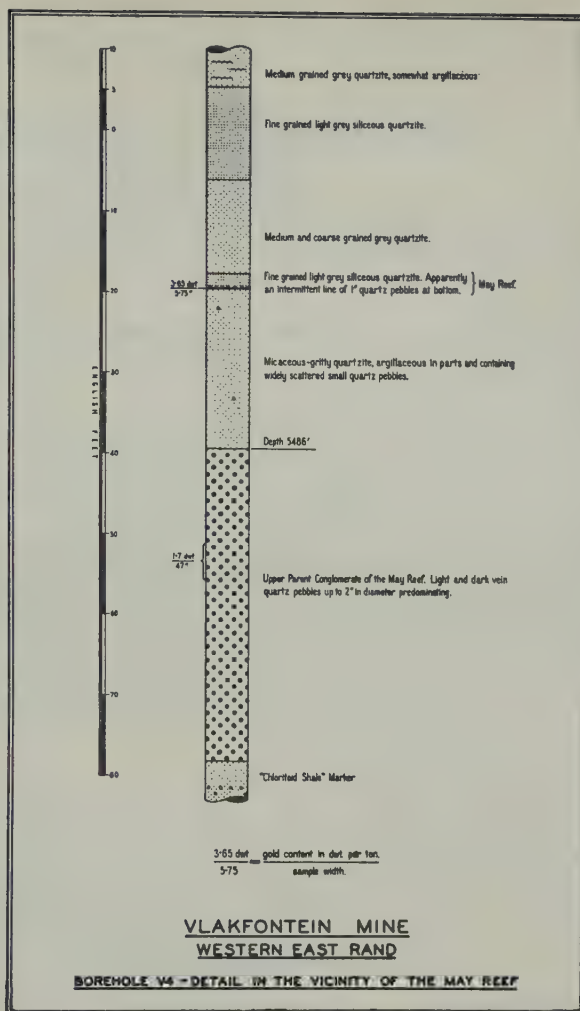 10
5
0
10
20
30
40
50
60
70
80
ENGLISH FEET
Medium grained grey quartzite, somewhat argillaceous.
Fine grained light grey siliceous quartzite.
Medium and coarse grained grey quartzite.
3·65 dwt
5·75"
Fine grained light grey siliceous quartzite. Apparently
an intermittent line of 1" quartz pebbles at bottom.
May Reef.
Micaceous-gritty quartzite, argillaceous in parts and containing
widely scattered small quartz pebbles.
Depth 5486'
1·7 dwt
47"
Upper Parent Conglomerate of the May Reef. Light and dark vein
quartz pebbles up to 2" in diameter predominating.
"Chloritoid Shale" Marker
3·65 dwt = gold content in dwt. per ton.
5·75 sample width.
VLAKFONTEIN MINE
WESTERN EAST RAND
BOREHOLE V4 - DETAIL IN THE VICINITY OF THE MAY REEF